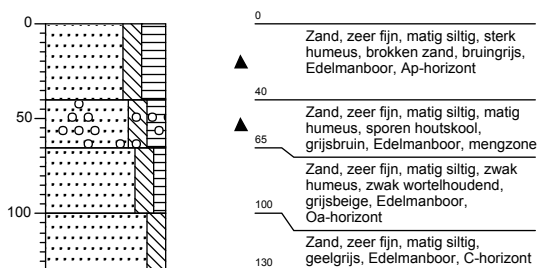 0
50
100
0
Zand, zeer fijn, matig siltig, sterk
humeus, brokken zand, bruingrijs,
Edelmanboor, Ap-horizont
40
Zand, zeer fijn, matig siltig, matig
humeus, sporen houtskool,
grijsbruin, Edelmanboor, mengzone
65
Zand, zeer fijn, matig siltig, zwak
humeus, zwak wortelhoudend,
grijsbeige, Edelmanboor,
Oa-horizont
100
Zand, zeer fijn, matig siltig,
geelgrijs, Edelmanboor, C-horizont
130